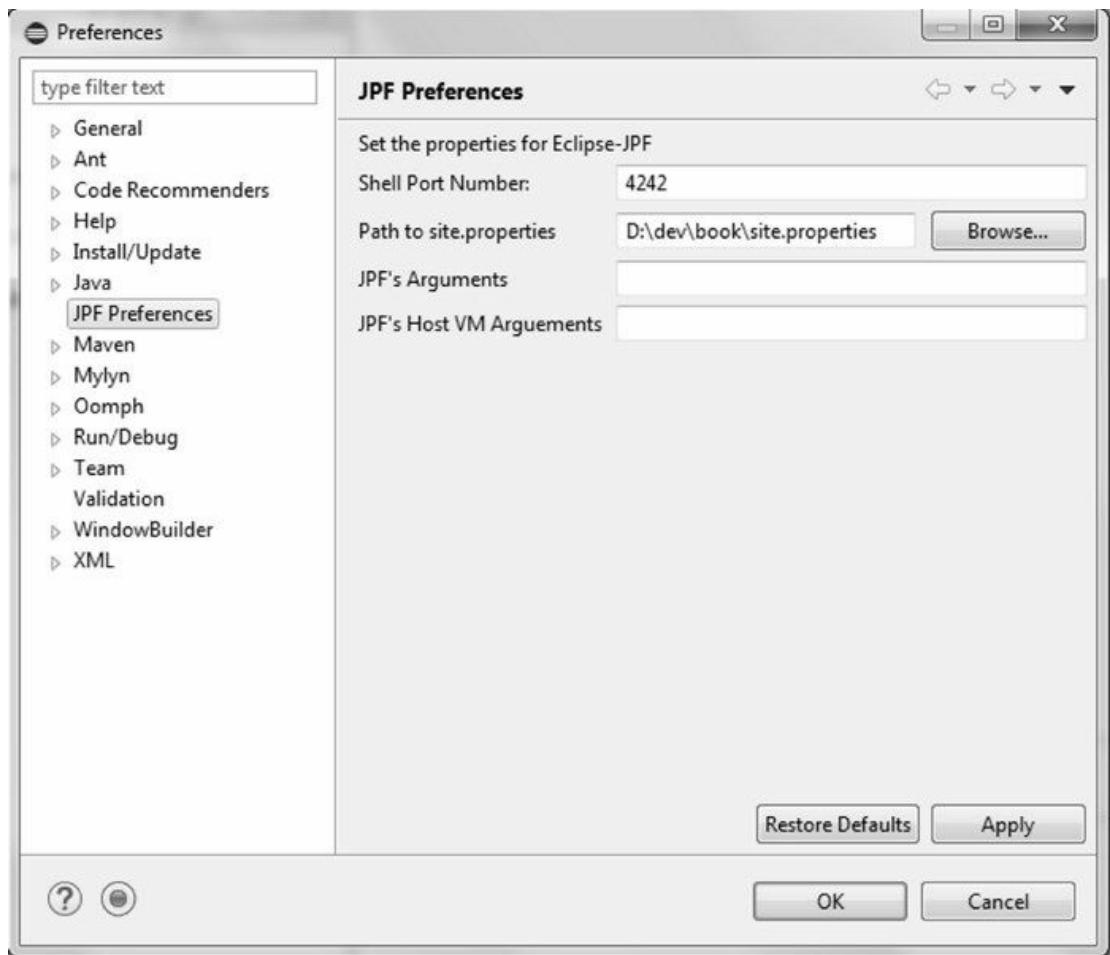 Preferences
type filter text
General
Ant
Code Recommenders
Help
Install/Update
Java
JPF Preferences
Maven
Mylyn
Oomph
Run/Debug
Team
Validation
WindowBuilder
XML
JPF Preferences
Set the properties for Eclipse-JPF
Shell Port Number: 4242
Path to site.properties D:\dev\book\site.properties Browse...
JPF's Arguments
JPF's Host VM Arguements
Restore Defaults Apply
OK Cancel